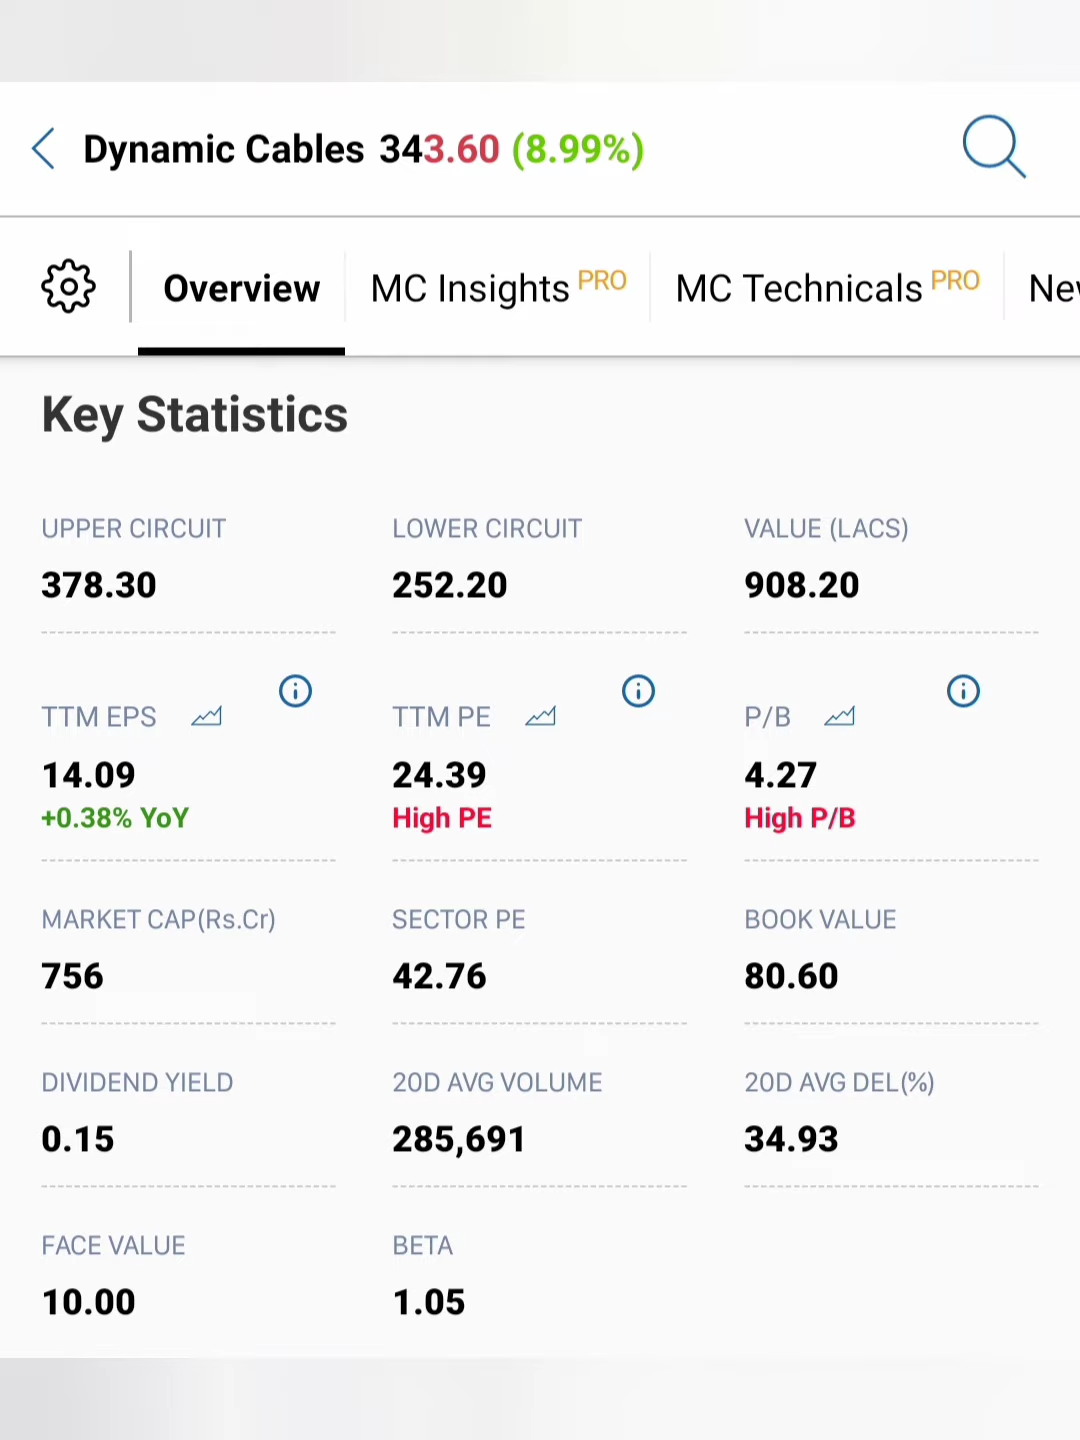 Dynamic Cables 343.60 (8.99%)
Overview MC Insights PRO MC Technicals PRO Nev
Key Statistics
UPPER CIRCUIT LOWER CIRCUIT VALUE (LACS)
378.30 252.20 908.20
TTM EPS TTM PE P/B
14.09 24.39 4.27
+0.38% YoY High PE High P/B
MARKET CAP(Rs.Cr) SECTOR PE BOOK VALUE
756 42.76 80.60
DIVIDEND YIELD 20D AVG VOLUME 20D AVG DEL(%)
0.15 285,691 34.93
FACE VALUE BETA
10.00 1.05